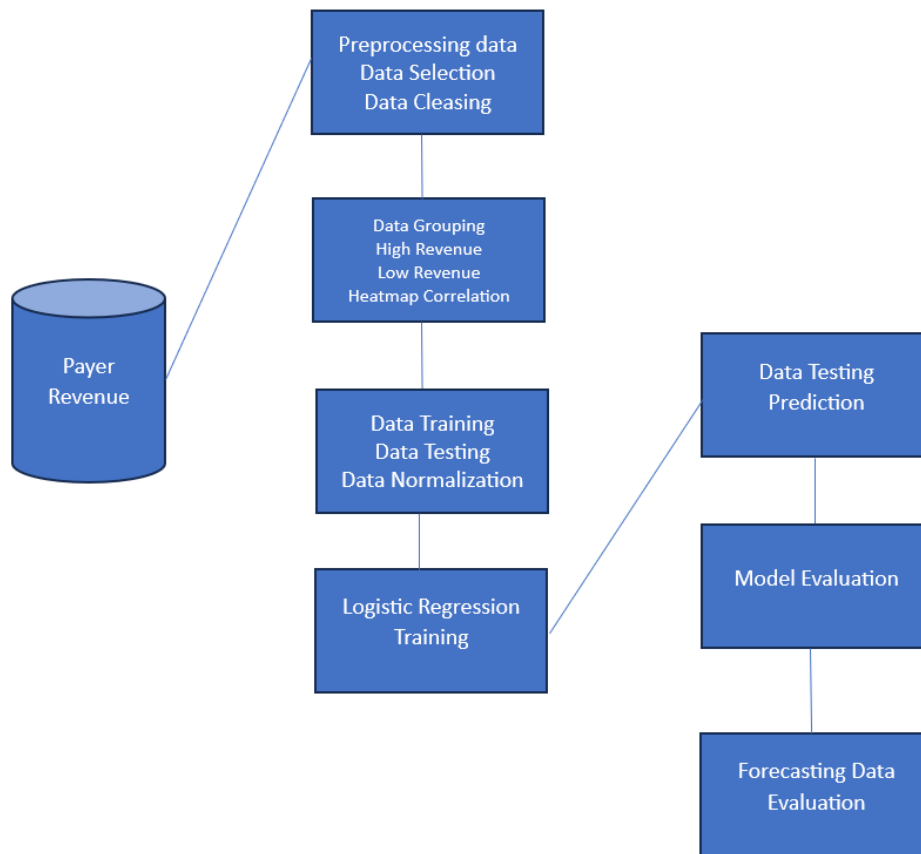 Preprocessing data
Data Selection
Data Cleasing
Data Grouping
High Revenue
Low Revenue
Heatmap Correlation
Payer
Revenue
Data Training
Data Testing
Data Normalization
Logistic Regression
Training
Data Testing
Prediction
Model Evaluation
Forecasting Data
Evaluation